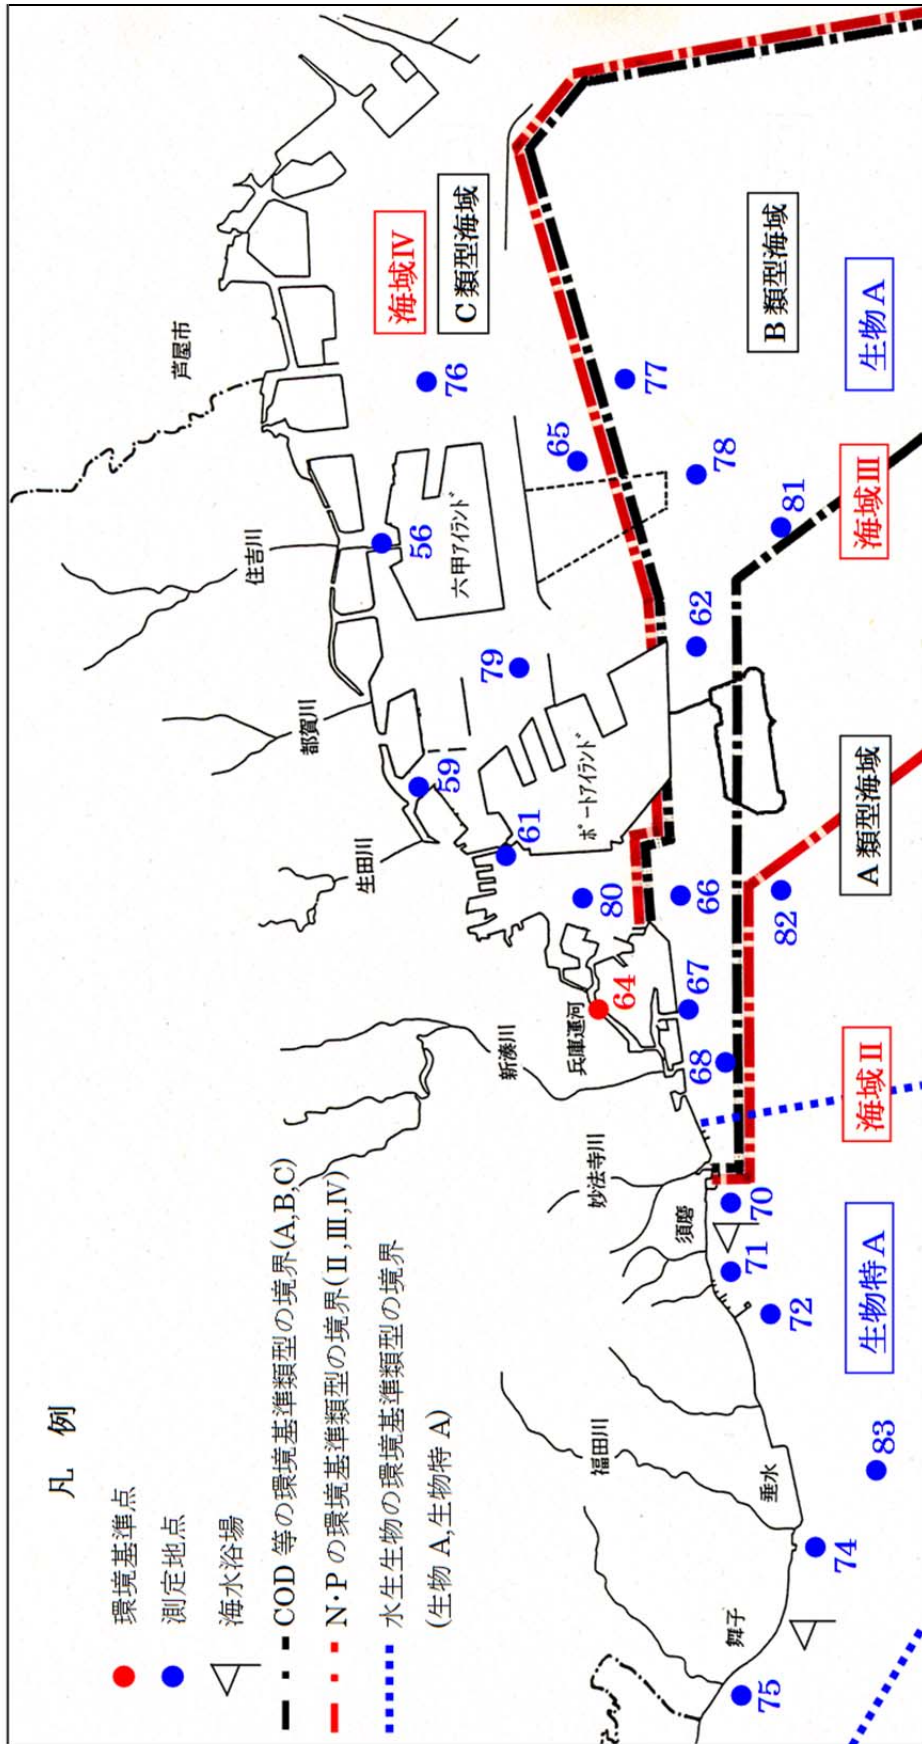 凡 例
環境基準点
測定地点
海水浴場
COD 等の環境基準類型の境界(A,B,C)
N・P の環境基準類型の境界(II,III,IV)
水生生物の環境基準類型の境界
(生物 A,生物特 A)
芦屋市
住吉川
都賀川
生田川
新湊川
兵庫運河
妙法寺川
須磨
福田川
垂水
舞子
六甲アイランド
ポートアイランド
海域IV
C 類型海域
B 類型海域
生物 A
海域III
A 類型海域
海域 II
生物特 A
56
59
61
62
64
65
66
67
68
70
71
72
74
75
76
77
78
79
80
81
82
83